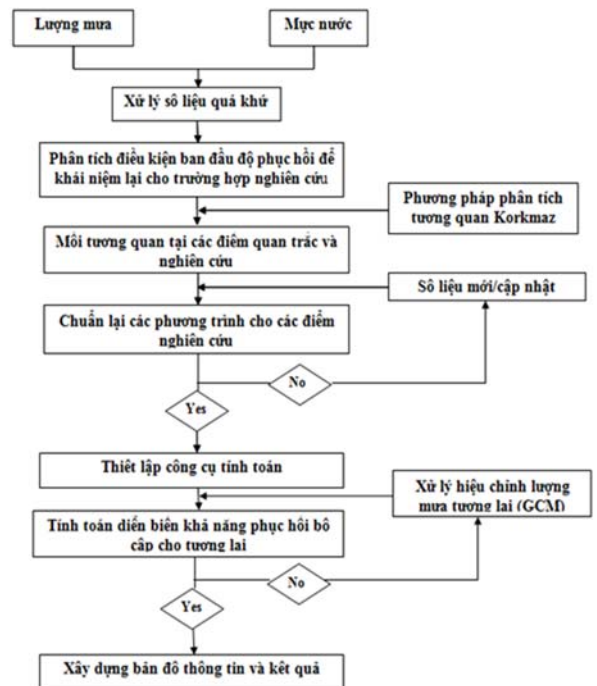 Lượng mưa
Mực nước
Xử lý số liệu quá khứ
Phân tích điều kiện ban đầu độ phục hồi để
khái niệm lại cho trường hợp nghiên cứu
Phương pháp phân tích
tương quan Korkmaz
Mối tương quan tại các điểm quan trắc và
nghiên cứu
Số liệu mới/cập nhật
Chuẩn lại các phương trình cho các điểm
nghiên cứu
No
Yes
Thiết lập công cụ tính toán
Xử lý hiệu chỉnh lượng
mưa tương lai (GCM)
Tính toán diễn biến khả năng phục hồi bổ
cập cho tương lai
No
Yes
Xây dựng bản đồ thông tin và kết quả